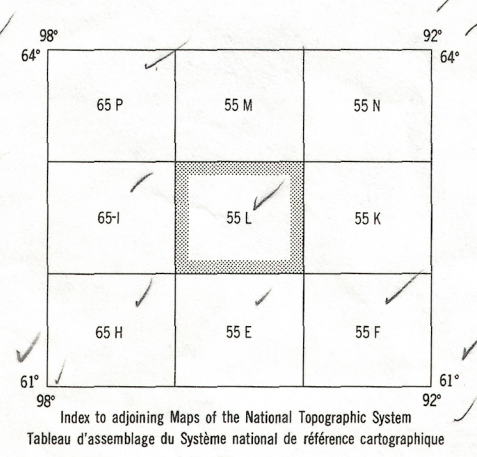 98° 92°
64° 64°
65 P 55 M 55 N
65-I 55 L 55 K
65 H 55 E 55 F
61° 61°
98° 92°
Index to adjoining Maps of the National Topographic System
Tableau d'assemblage du Système national de référence cartographique